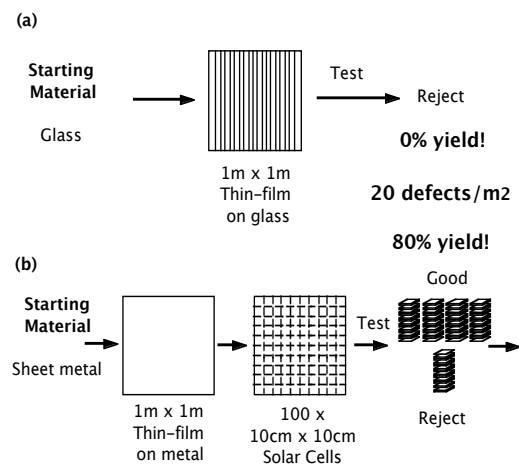 (a)
Starting
Material
Glass
1m x 1m
Thin-film
on glass
Test
Reject
0% yield!
20 defects/m2
80% yield!
(b)
Starting
Material
Sheet metal
1m x 1m
Thin-film
on metal
100 x
10cm x 10cm
Solar Cells
Test
Good
Reject